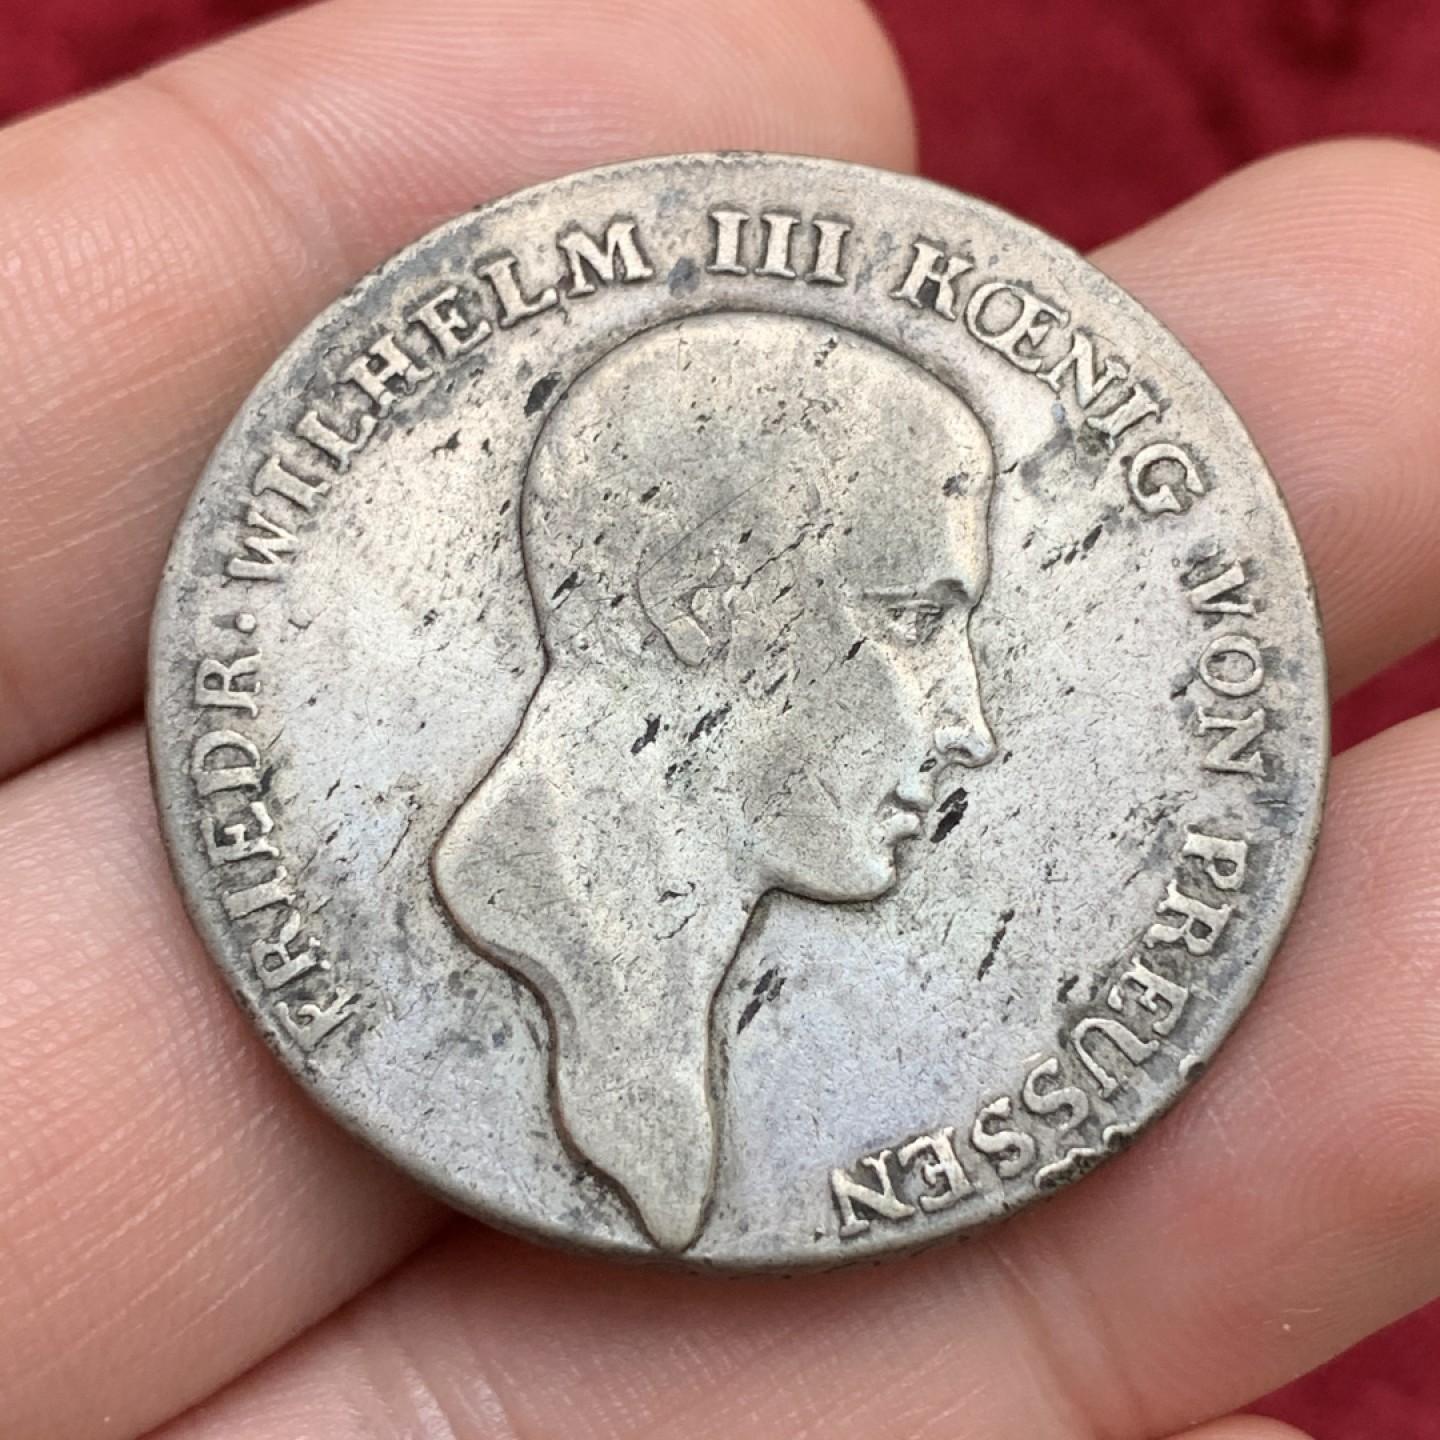 FRIEDR. WILHELM III KŒNIG VON PREUSSEN